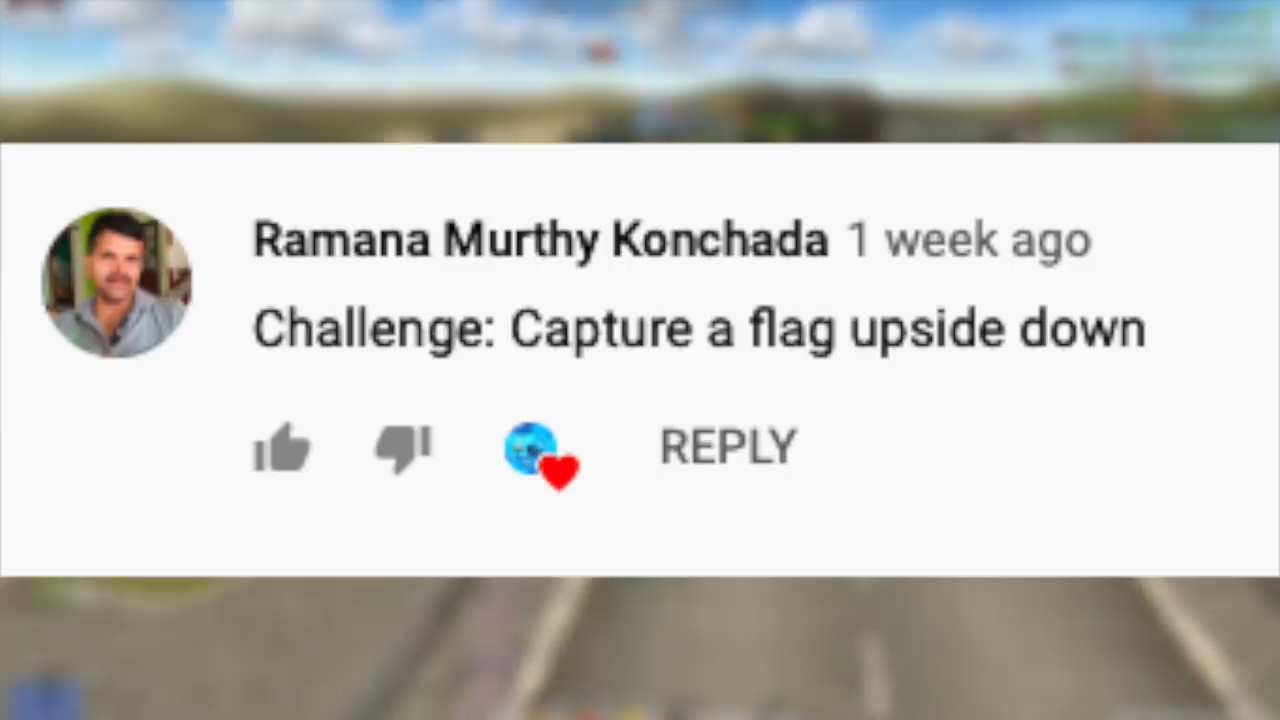 Ramana Murthy Konchada 1 week ago
Challenge: Capture a flag upside down
REPLY